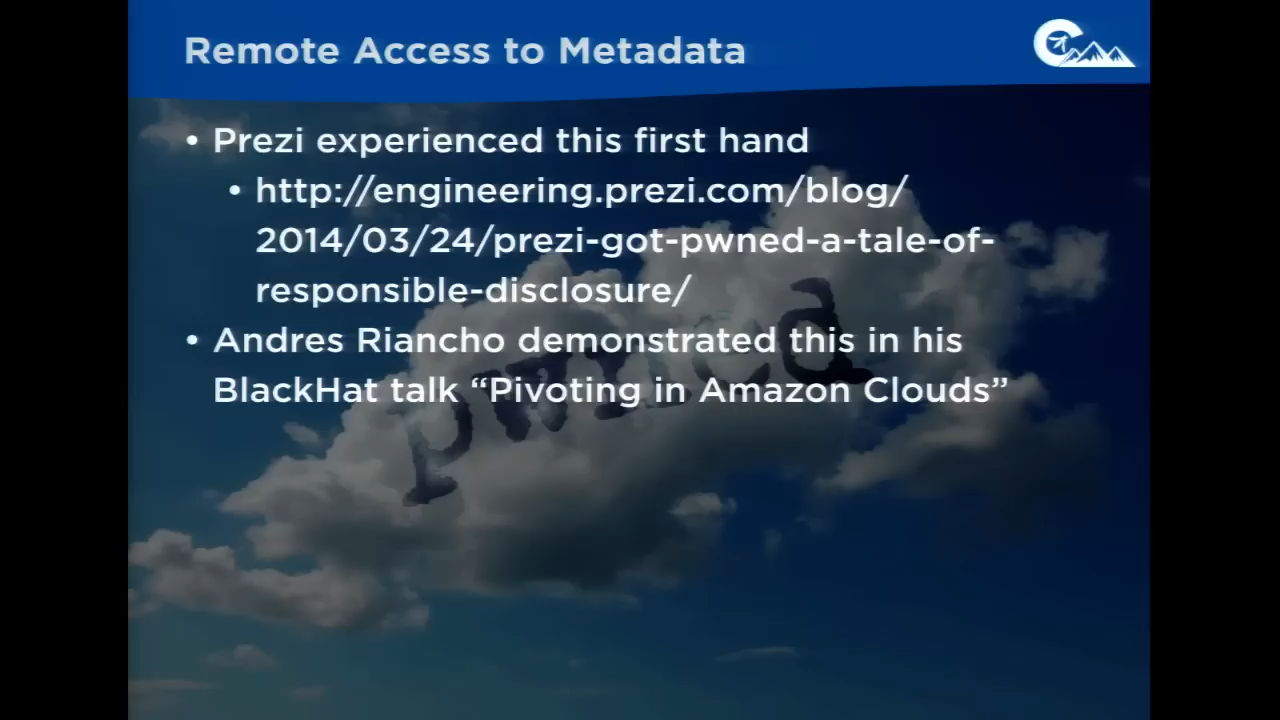 Remote Access to Metadata
• Prezi experienced this first hand
• http://engineering.prezi.com/blog/
2014/03/24/prezi-got-pwned-a-tale-of-
responsible-disclosure/
• Andres Riancho demonstrated this in his
BlackHat talk “Pivoting in Amazon Clouds”
pwned